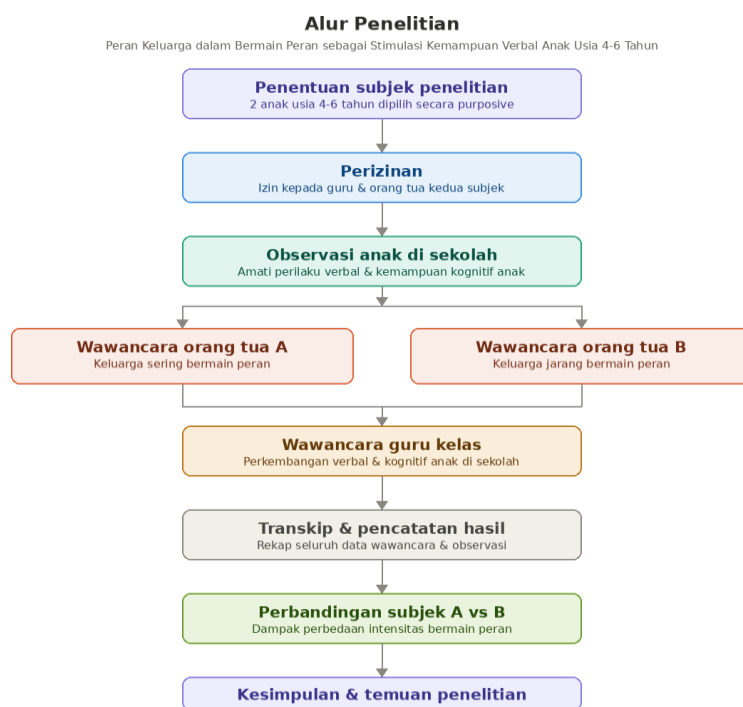 Alur Penelitian
Peran Keluarga dalam Bermain Peran sebagai Stimulasi Kemampuan Verbal Anak Usia 4-6 Tahun
Penentuan subjek penelitian
2 anak usia 4-6 tahun dipilih secara purposive
Perizinan
Izin kepada guru & orang tua kedua subjek
Observasi anak di sekolah
Amati perilaku verbal & kemampuan kognitif anak
Wawancara orang tua A
Keluarga sering bermain peran
Wawancara orang tua B
Keluarga jarang bermain peran
Wawancara guru kelas
Perkembangan verbal & kognitif anak di sekolah
Transkip & pencatatan hasil
Rekap seluruh data wawancara & observasi
Perbandingan subjek A vs B
Dampak perbedaan intensitas bermain peran
Kesimpulan & temuan penelitian